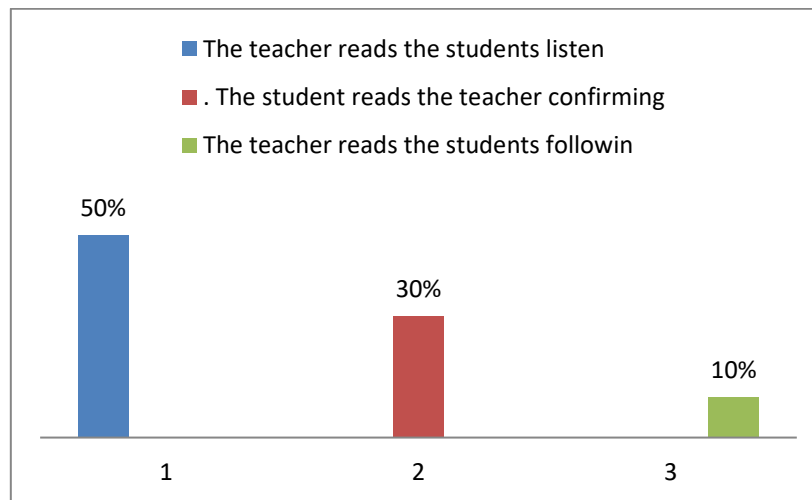 The teacher reads the students listen
. The student reads the teacher confirming
The teacher reads the students followin
50%
30%
10%
1
2
3